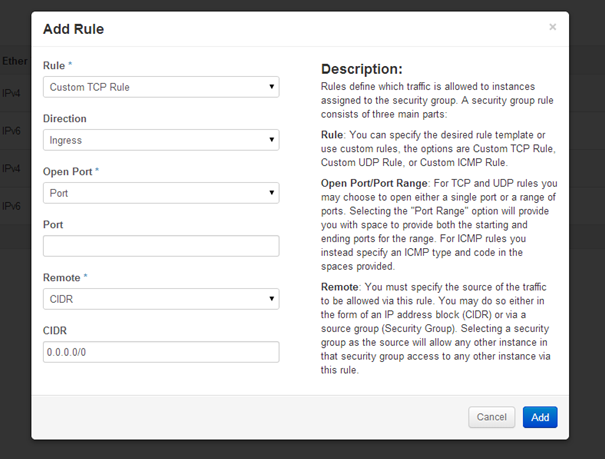 Add Rule
×
Ether
IPv4
IPv6
IPv4
IPv6
Rule *
Custom TCP Rule
Direction
Ingress
Open Port *
Port
Port
Remote *
CIDR
CIDR
0.0.0.0/0
Description:
Rules define which traffic is allowed to instances
assigned to the security group. A security group rule
consists of three main parts:
Rule: You can specify the desired rule template or
use custom rules, the options are Custom TCP Rule,
Custom UDP Rule, or Custom ICMP Rule.
Open Port/Port Range: For TCP and UDP rules you
may choose to open either a single port or a range of
ports. Selecting the "Port Range" option will provide
you with space to provide both the starting and
ending ports for the range. For ICMP rules you
instead specify an ICMP type and code in the
spaces provided.
Remote: You must specify the source of the traffic
to be allowed via this rule. You may do so either in
the form of an IP address block (CIDR) or via a
source group (Security Group). Selecting a security
group as the source will allow any other instance in
that security group access to any other instance via
this rule.
Cancel
Add